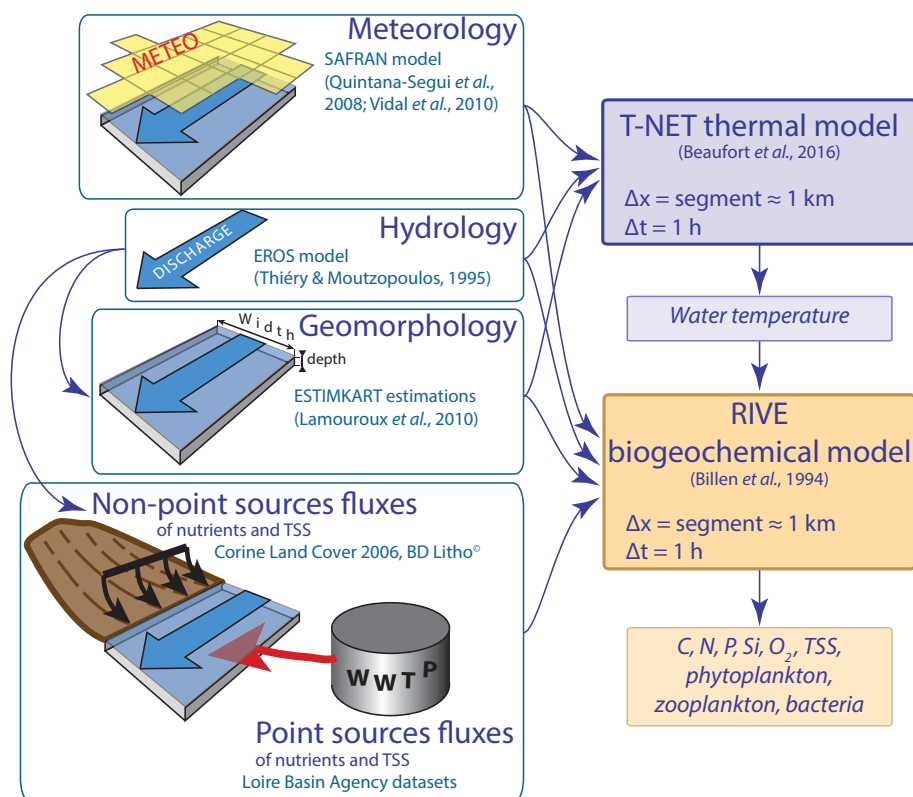 Meteorology
METEO
SAFRAN model
(Quintana-Segui et al.,
2008; Vidal et al., 2010)
Hydrology
DISCHARGE
EROS model
(Thiéry & Moutzopoulos, 1995)
Geomorphology
Width
depth
ESTIMKART estimations
(Lamouroux et al., 2010)
Non-point sources fluxes
of nutrients and TSS
Corine Land Cover 2006, BD Litho©
WWTP
Point sources fluxes
of nutrients and TSS
Loire Basin Agency datasets
T-NET thermal model
(Beaufort et al., 2016)
Δx = segment ≈ 1 km
Δt = 1 h
Water temperature
RIVE
biogeochemical model
(Billen et al., 1994)
Δx = segment ≈ 1 km
Δt = 1 h
C, N, P, Si, O₂, TSS,
phytoplankton,
zooplankton, bacteria